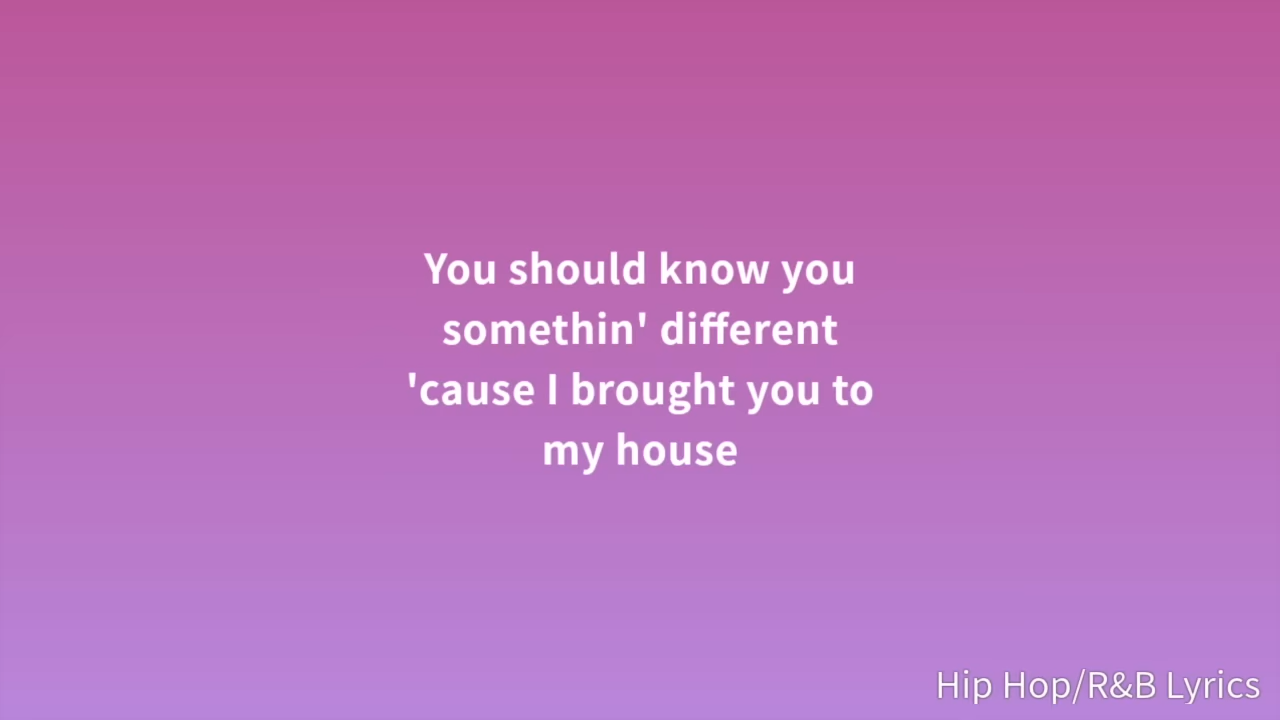 You should know you
somethin' different
'cause I brought you to
my house
Hip Hop/R&B Lyrics